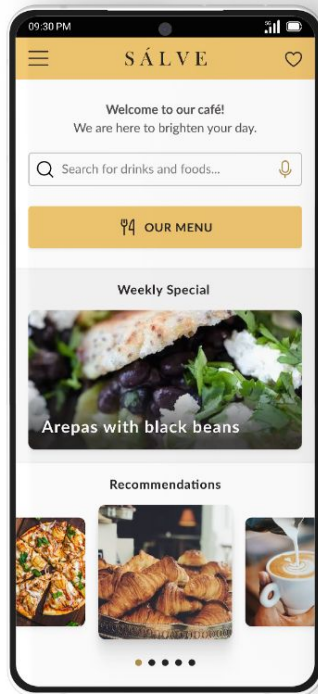 09:30 PM
5G
SÁLVE
Welcome to our café!
We are here to brighten your day.
Search for drinks and foods...
OUR MENU
Weekly Special
Arepas with black beans
Recommendations